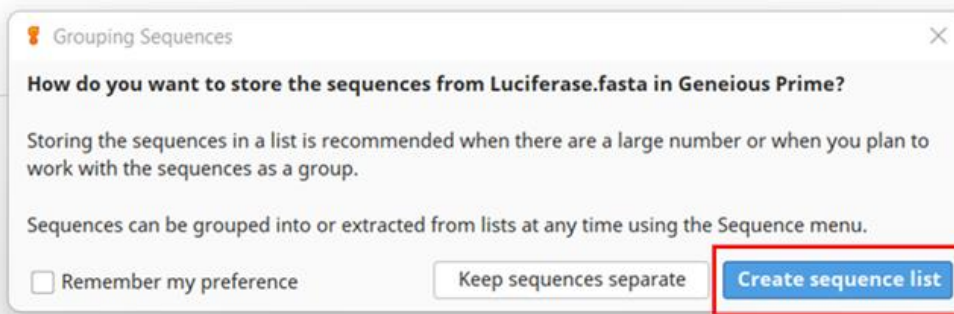 Grouping Sequences
How do you want to store the sequences from Luciferase.fasta in Geneious Prime?
Storing the sequences in a list is recommended when there are a large number or when you plan to
work with the sequences as a group.
Sequences can be grouped into or extracted from lists at any time using the Sequence menu.
Remember my preference
Keep sequences separate
Create sequence list